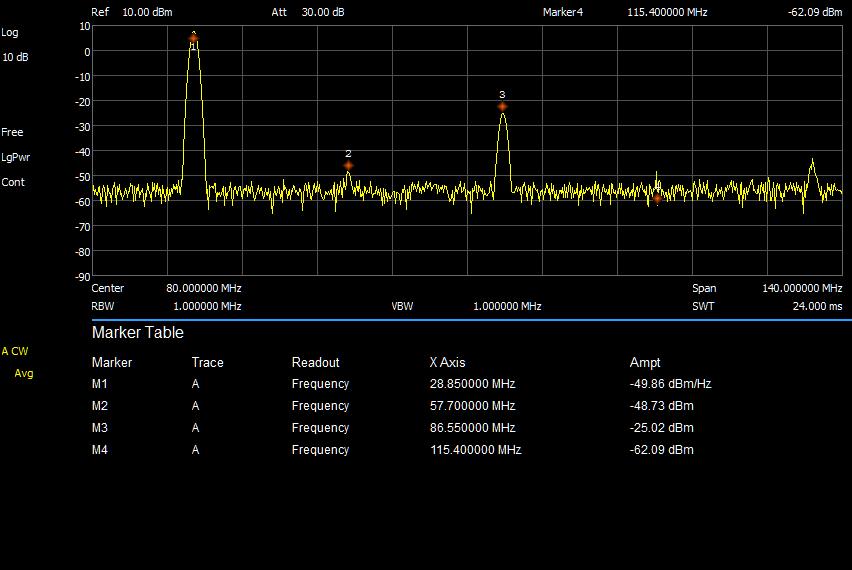 Ref 10.00 dBm Att 30.00 dB Marker4 115.400000 MHz -62.09 dBm
Log
10 dB
Free
LgPwr
Cont
10
0
-10
-20
-30
-40
-50
-60
-70
-80
-90
1
2
3
Center 80.000000 MHz Span 140.000000 MHz
RBW 1.000000 MHz VBW 1.000000 MHz SWT 24.000 ms
A CW
Avg
Marker Table
Marker Trace Readout X Axis Ampt
M1 A Frequency 28.850000 MHz -49.86 dBm/Hz
M2 A Frequency 57.700000 MHz -48.73 dBm
M3 A Frequency 86.550000 MHz -25.02 dBm
M4 A Frequency 115.400000 MHz -62.09 dBm